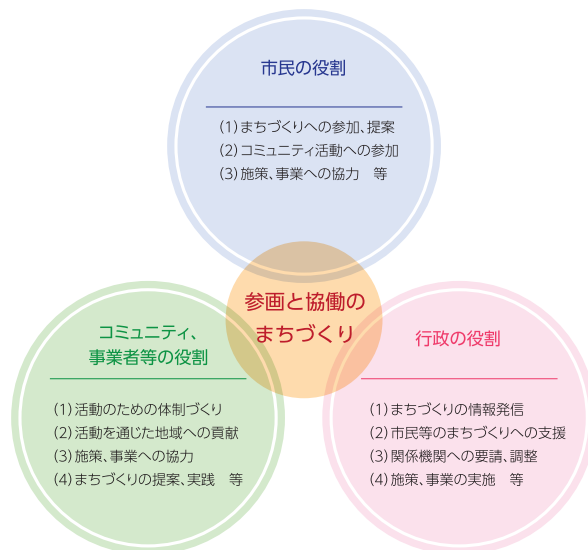 市民の役割
(1)まちづくりへの参加、提案
(2)コミュニティ活動への参加
(3)施策、事業への協力　等
参画と協働の
まちづくり
コミュニティ、
事業者等の役割
(1)活動のための体制づくり
(2)活動を通じた地域への貢献
(3)施策、事業への協力
(4)まちづくりの提案、実践　等
行政の役割
(1)まちづくりの情報発信
(2)市民等のまちづくりへの支援
(3)関係機関への要請、調整
(4)施策、事業の実施　等